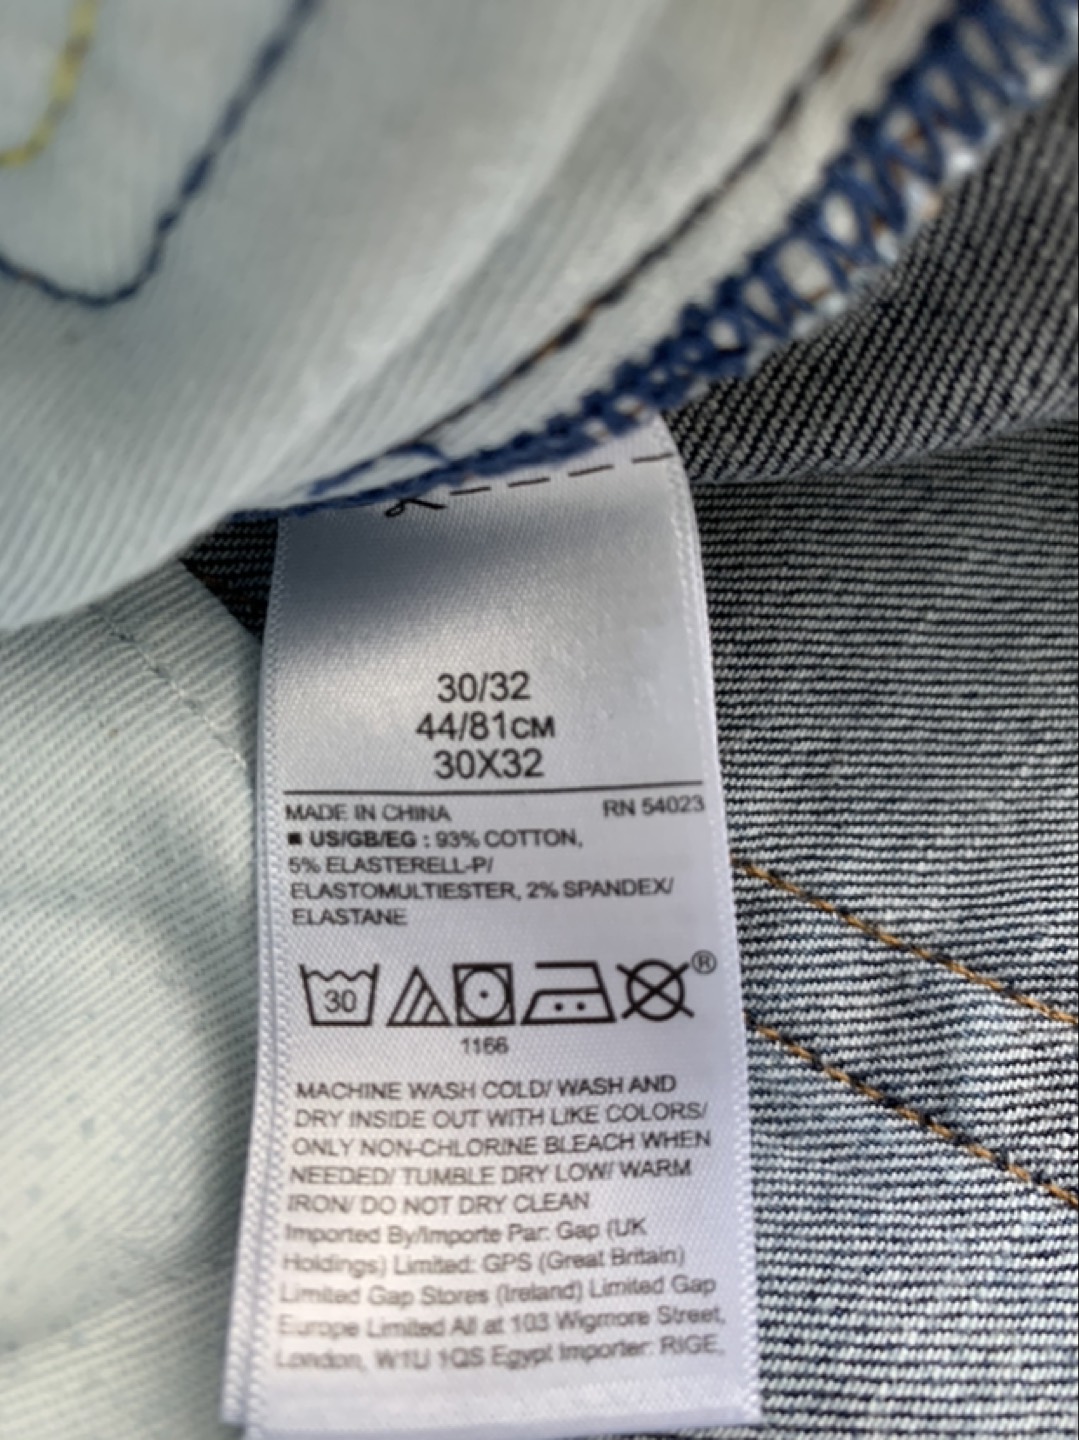 30/32
44/81CM
30X32
MADE IN CHINA RN 54023
■ US/GB/EG : 93% COTTON,
5% ELASTERELL-P/
ELASTOMULTIESTER, 2% SPANDEX/
ELASTANE
30 ®
1166
MACHINE WASH COLD/ WASH AND
DRY INSIDE OUT WITH LIKE COLORS/
ONLY NON-CHLORINE BLEACH WHEN
NEEDED/ TUMBLE DRY LOW/ WARM
IRON/ DO NOT DRY CLEAN
Imported By/Importe Par: Gap (UK
Holdings) Limited: GPS (Great Britain)
Limited Gap Stores (Ireland) Limited Gap
Europe Limited All at 103 Wigmore Street,
London, W1U 1QS Egypt Importer: RIGE,